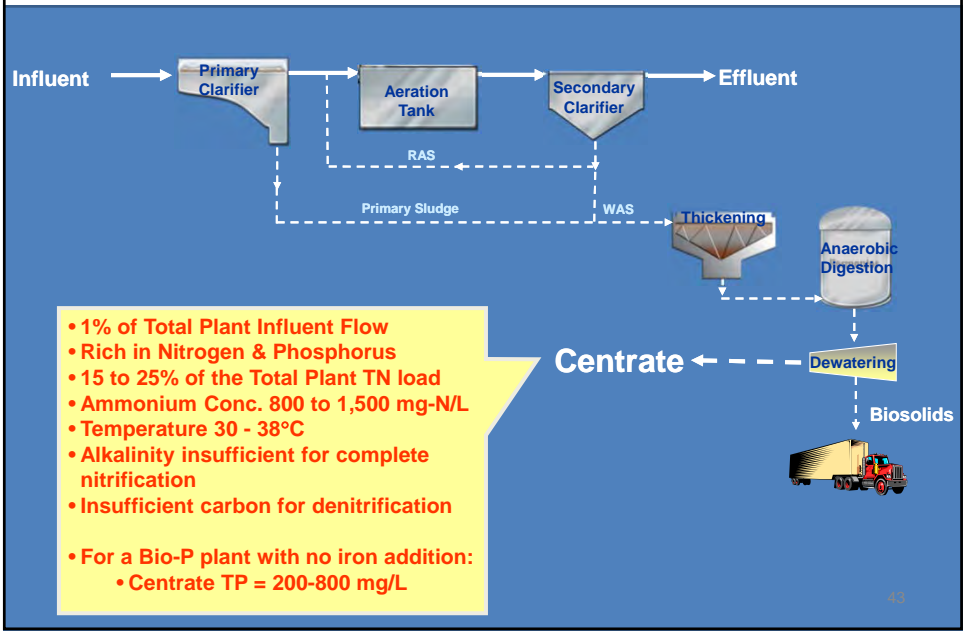 Influent
Primary
Clarifier
Aeration
Tank
Secondary
Clarifier
Effluent
RAS
Primary Sludge
WAS
Thickening
Anaerobic
Digestion
• 1% of Total Plant Influent Flow
• Rich in Nitrogen & Phosphorus
• 15 to 25% of the Total Plant TN load
• Ammonium Conc. 800 to 1,500 mg-N/L
• Temperature 30 - 38°C
• Alkalinity insufficient for complete
nitrification
• Insufficient carbon for denitrification
• For a Bio-P plant with no iron addition:
• Centrate TP = 200-800 mg/L
Centrate
Dewatering
Biosolids
43